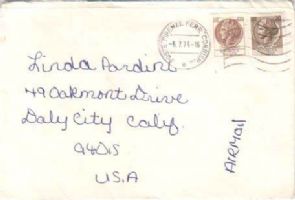 Linda Pardini
49 Oakmont Drive
Daly City Calif.
94015
U.S.A
AIRMAIL